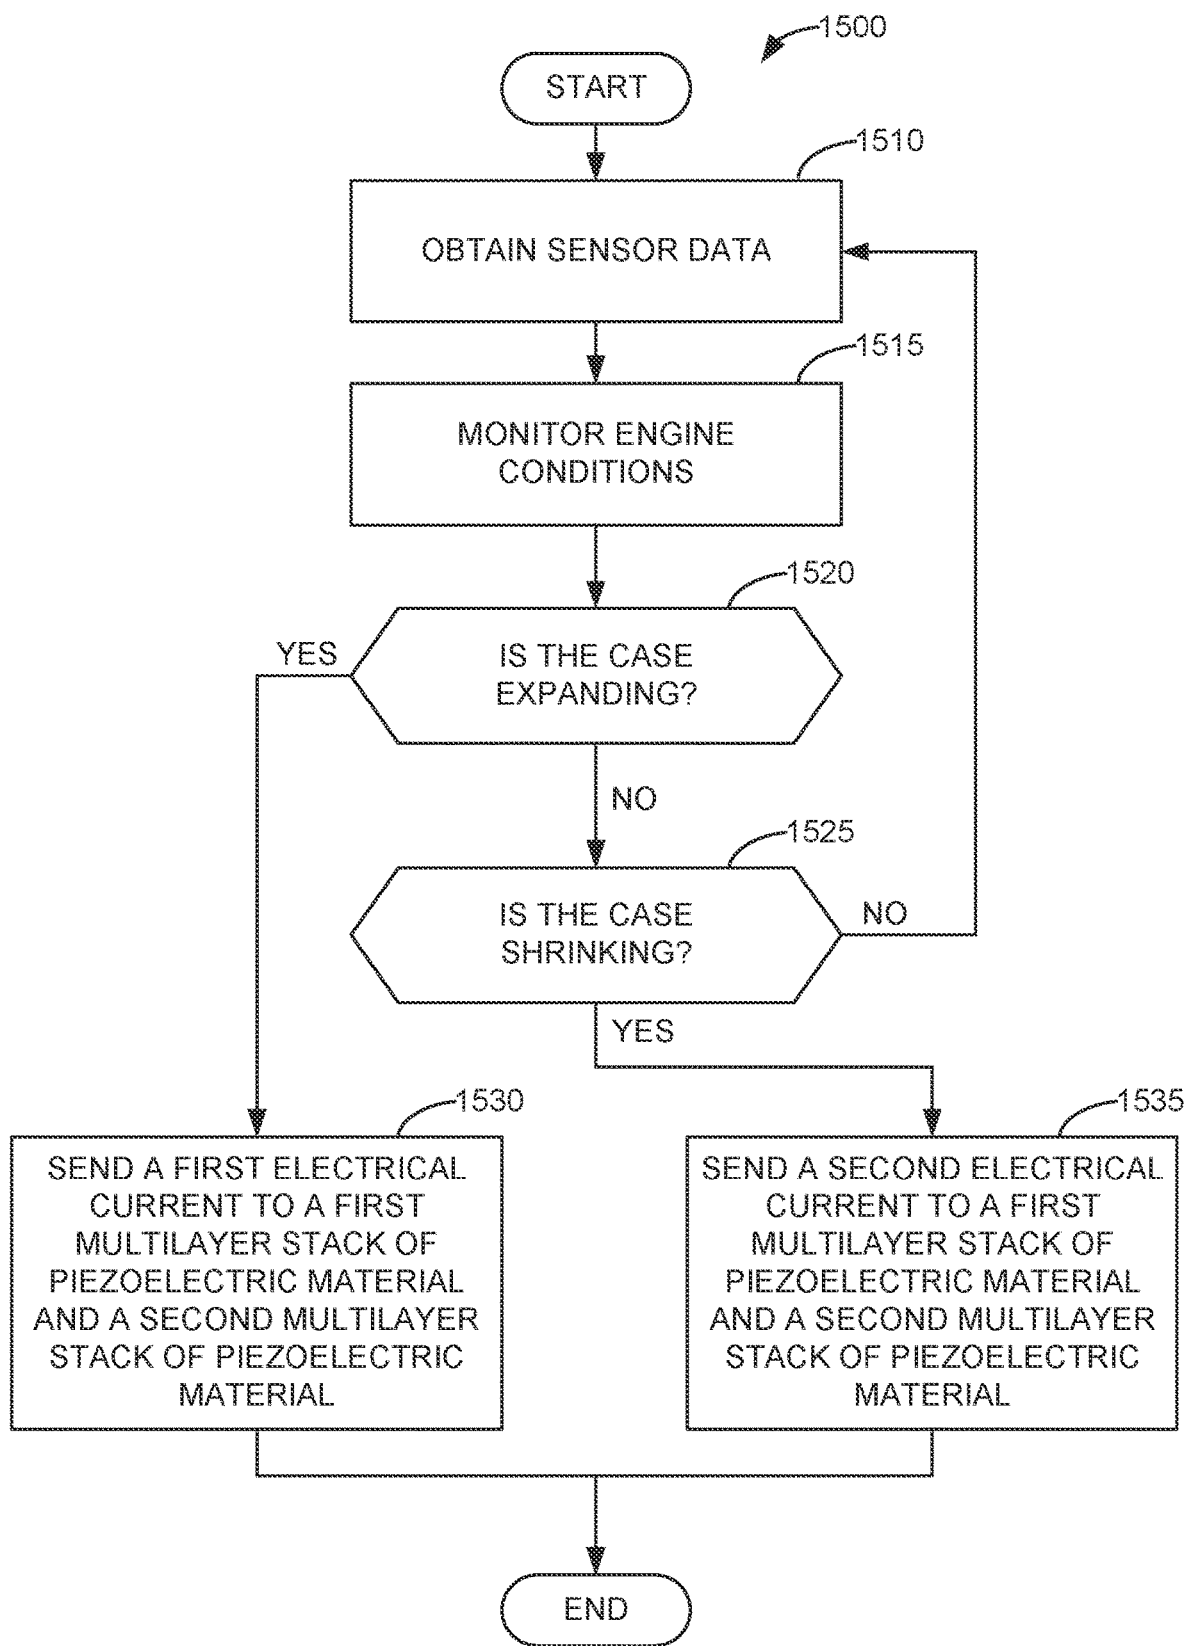 1500
START
1510
OBTAIN SENSOR DATA
1515
MONITOR ENGINE
CONDITIONS
1520
YES
IS THE CASE
EXPANDING?
NO
1525
IS THE CASE
SHRINKING?
NO
YES
1530
SEND A FIRST ELECTRICAL
CURRENT TO A FIRST
MULTILAYER STACK OF
PIEZOELECTRIC MATERIAL
AND A SECOND MULTILAYER
STACK OF PIEZOELECTRIC
MATERIAL
1535
SEND A SECOND ELECTRICAL
CURRENT TO A FIRST
MULTILAYER STACK OF
PIEZOELECTRIC MATERIAL
AND A SECOND MULTILAYER
STACK OF PIEZOELECTRIC
MATERIAL
END